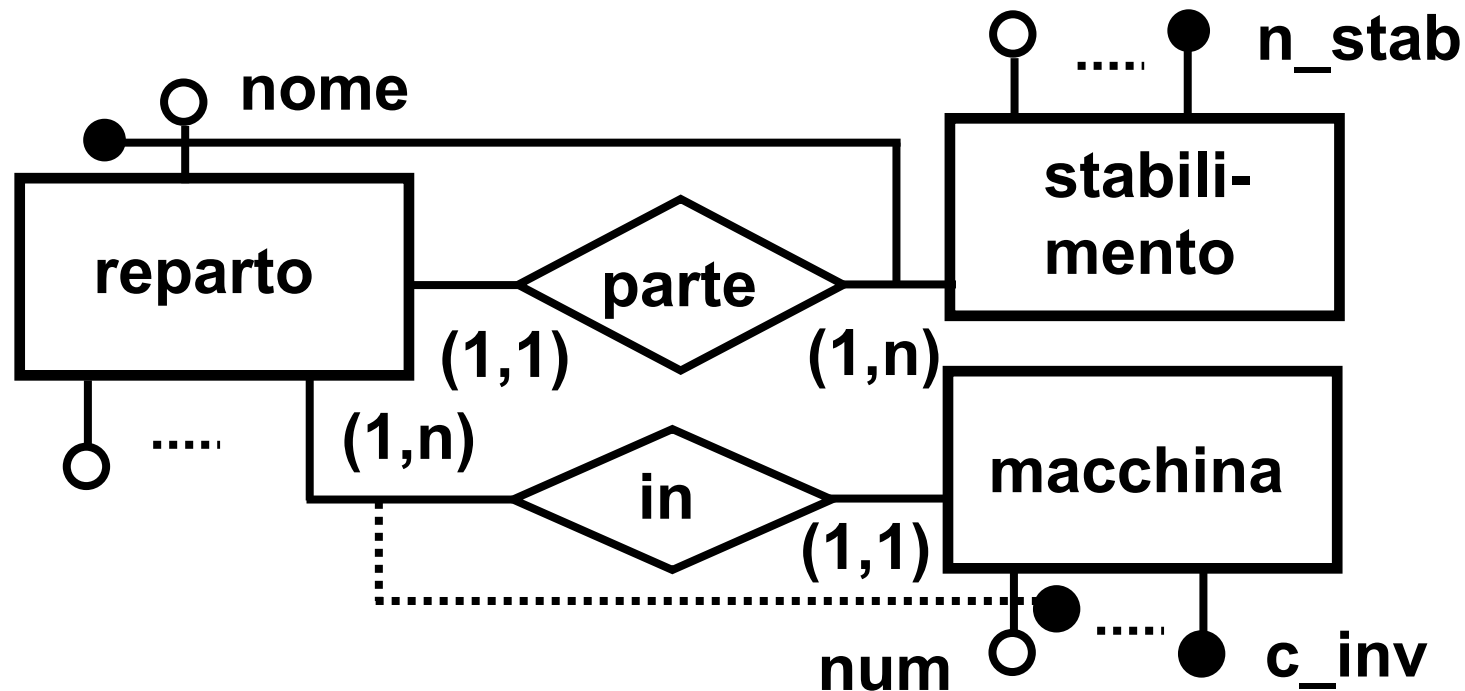 n_stab
nome
stabili-
mento
reparto
parte
(1,1)
(1,n)
(1,n)
macchina
in
(1,1)
num
c_inv